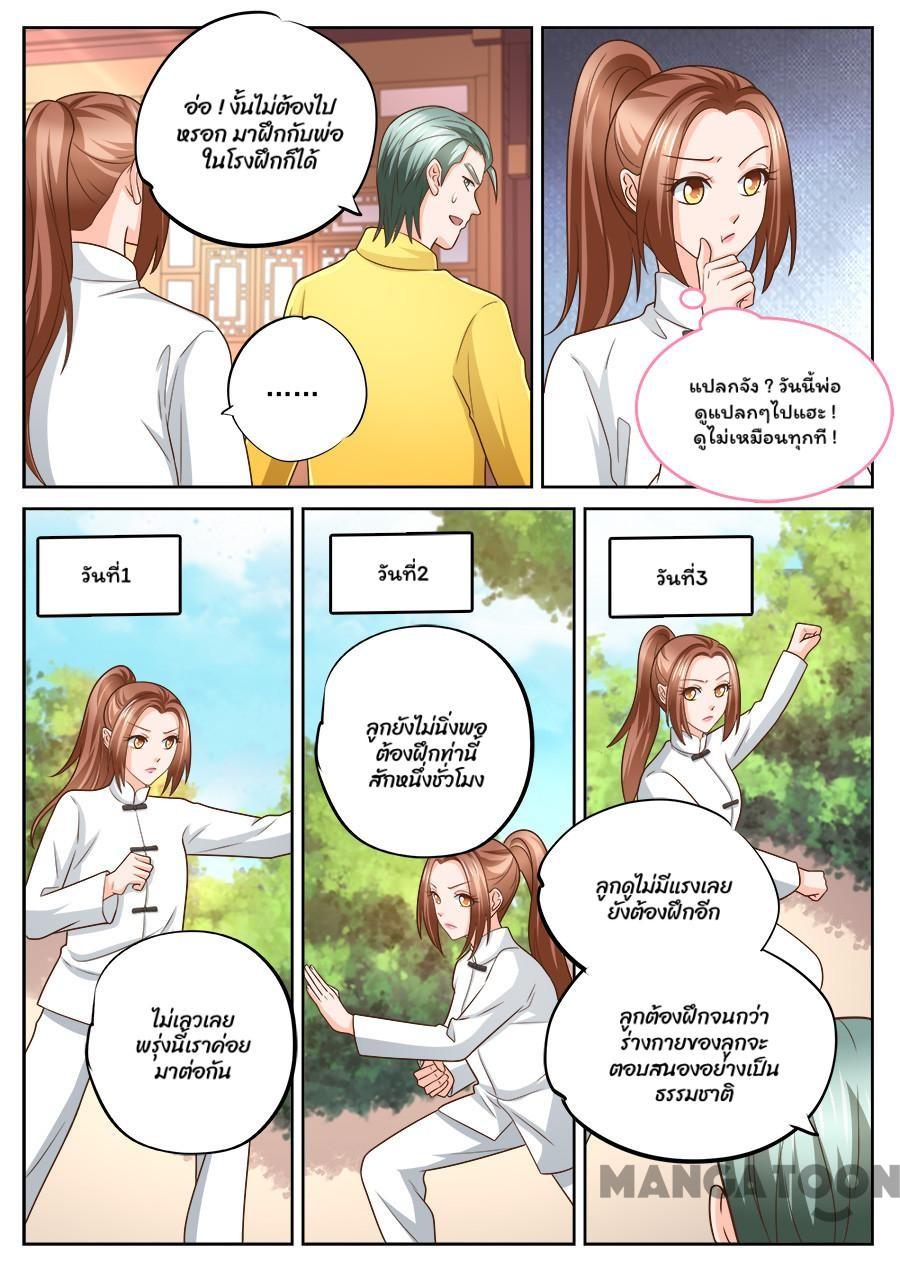 อ่อ ! งั้นไม่ต้องไป
หรอก มาฝึกกับพ่อ
ในโรงฝึกก็ได้
......
แปลกจัง ? วันนี้พ่อ
ดูแปลกๆไปแฮะ !
ดูไม่เหมือนทุกที !
วันที่1
ไม่เลวเลย
พรุ่งนี้เราค่อย
มาต่อกัน
วันที่2
ลูกยังไม่นิ่งพอ
ต้องฝึกท่านี้
สักหนึ่งชั่วโมง
วันที่3
ลูกดูไม่มีแรงเลย
ยังต้องฝึกอีก
ลูกต้องฝึกจนกว่า
ร่างกายของลูกจะ
ตอบสนองอย่างเป็น
ธรรมชาติ
MANGATOON